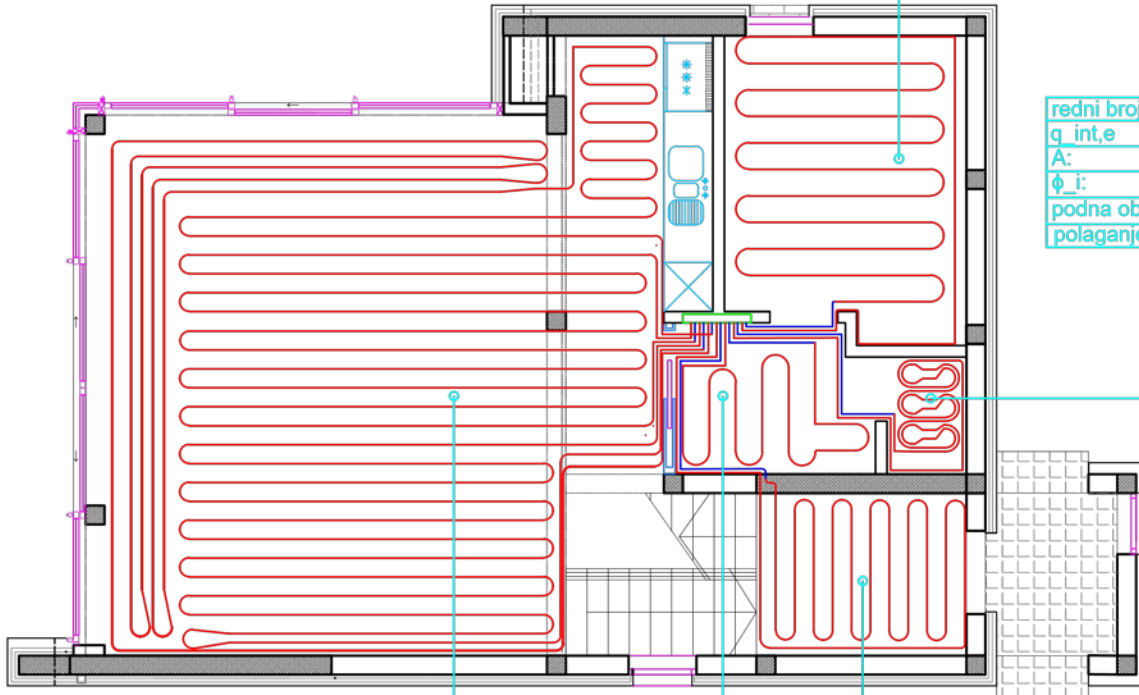 redni broj
q_int,e
A:
ϕ_i:
podna ob
polaganje